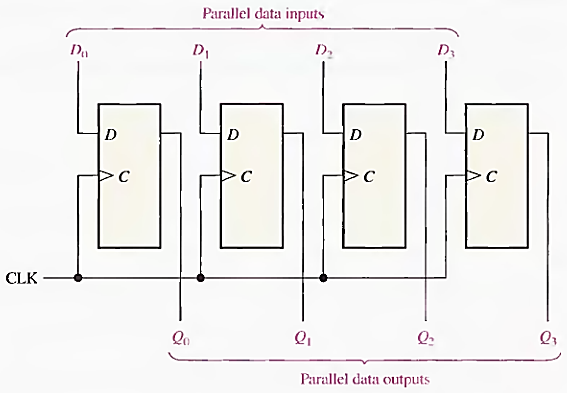 Parallel data inputs
D0 D1 D2 D3
D D D D
C C C C
CLK
Q0 Q1 Q2 Q3
Parallel data outputs